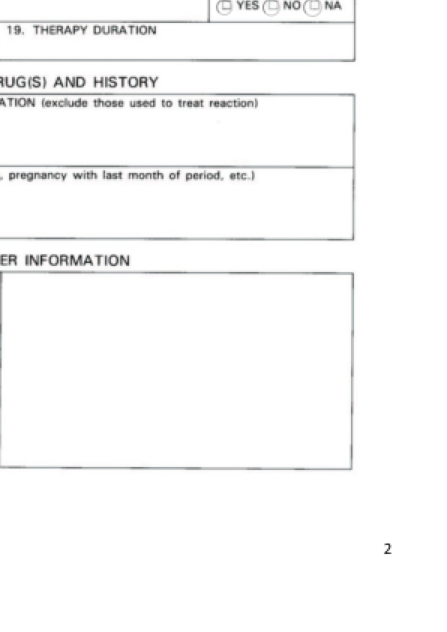 YES NO NA
19. THERAPY DURATION
RUG(S) AND HISTORY
ATION (exclude those used to treat reaction)
, pregnancy with last month of period, etc.)
ER INFORMATION
2